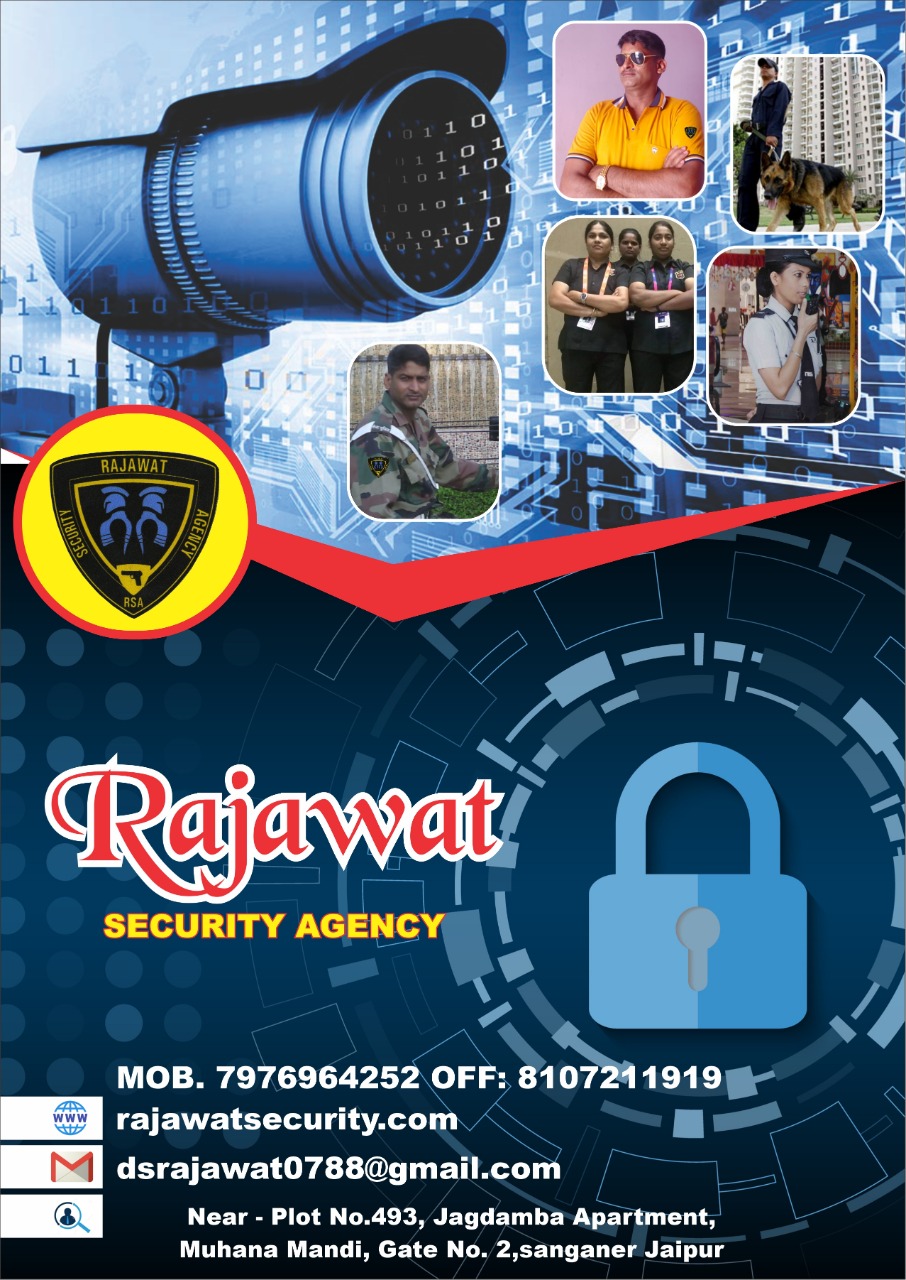 RAJAWAT
SECURITY
AGENCY
RSA
Rajawat
SECURITY AGENCY
MOB. 7976964252 OFF: 8107211919
www
rajawatsecurity.com
dsrajawat0788@gmail.com
Near - Plot No.493, Jagdamba Apartment,
Muhana Mandi, Gate No. 2,sanganer Jaipur